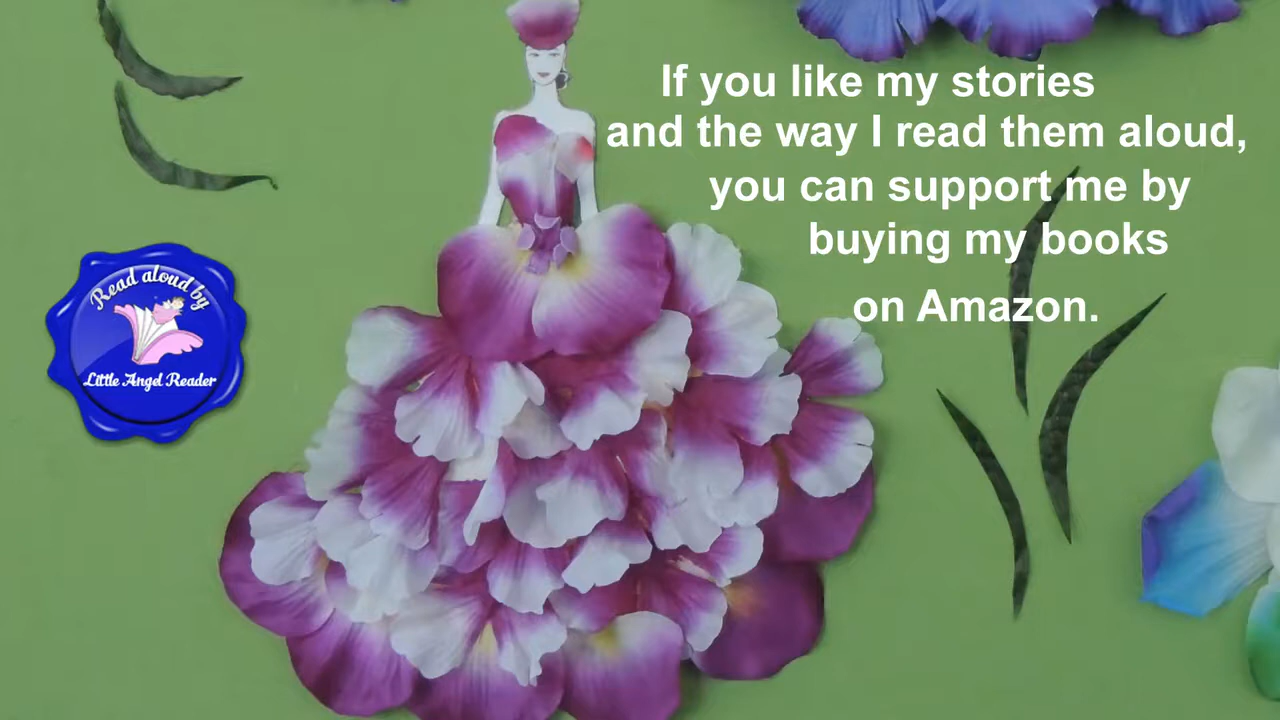 If you like my stories
and the way I read them aloud,
you can support me by
buying my books
on Amazon.
Read aloud by
Little Angel Reader